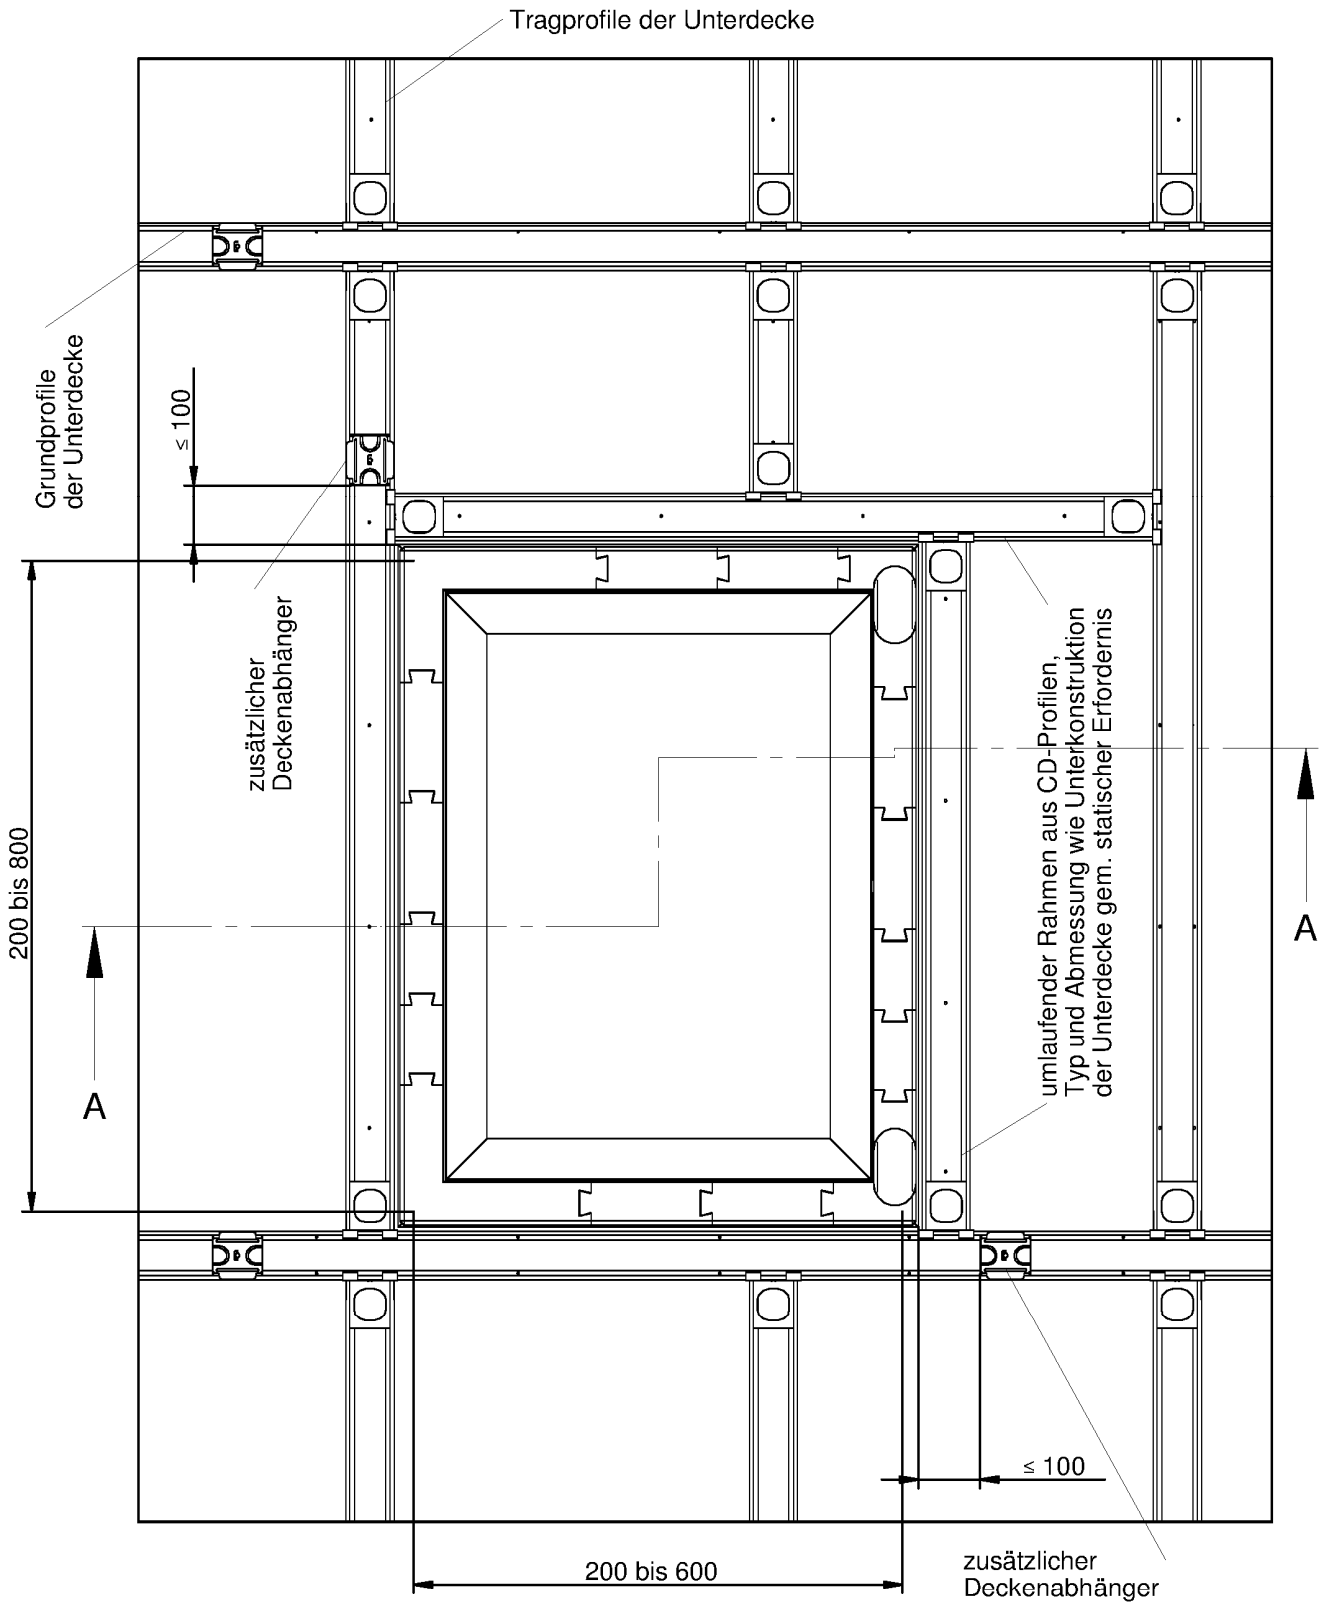 Tragprofile der Unterdecke
Grundprofile
der Unterdecke
≤ 100
zusätzlicher
Deckenabhänger
200 bis 800
umlaufender Rahmen aus CD-Profilen,
Typ und Abmessung wie Unterkonstruktion
der Unterdecke gem. statischer Erfordernis
A
A
≤ 100
200 bis 600
zusätzlicher
Deckenabhänger